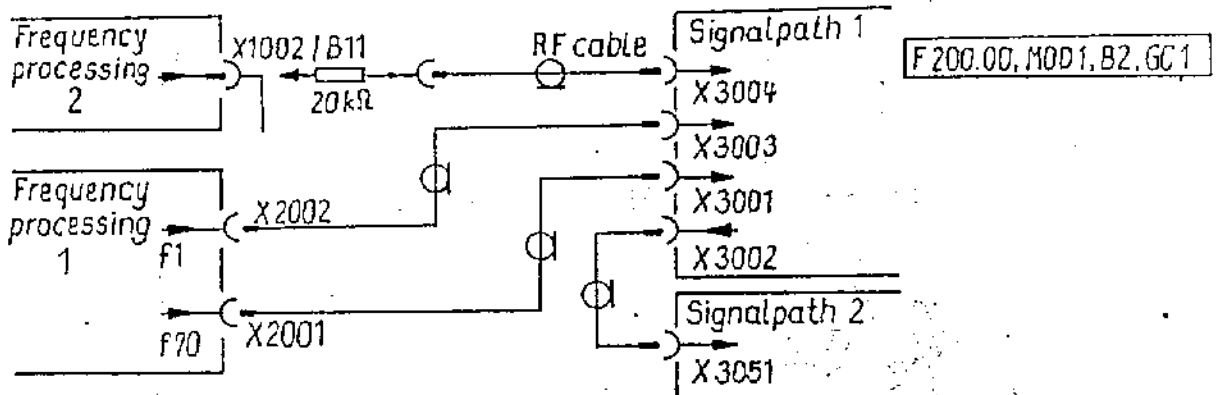 Frequency
processing
2
X1002/B11
20kΩ
RF cable
Signalpath 1
X3004
X3003
X3001
X3002
F200.00,MOD1,B2,GC1
Frequency
processing
1
f1
f70
X2002
X2001
Signalpath 2
X3051